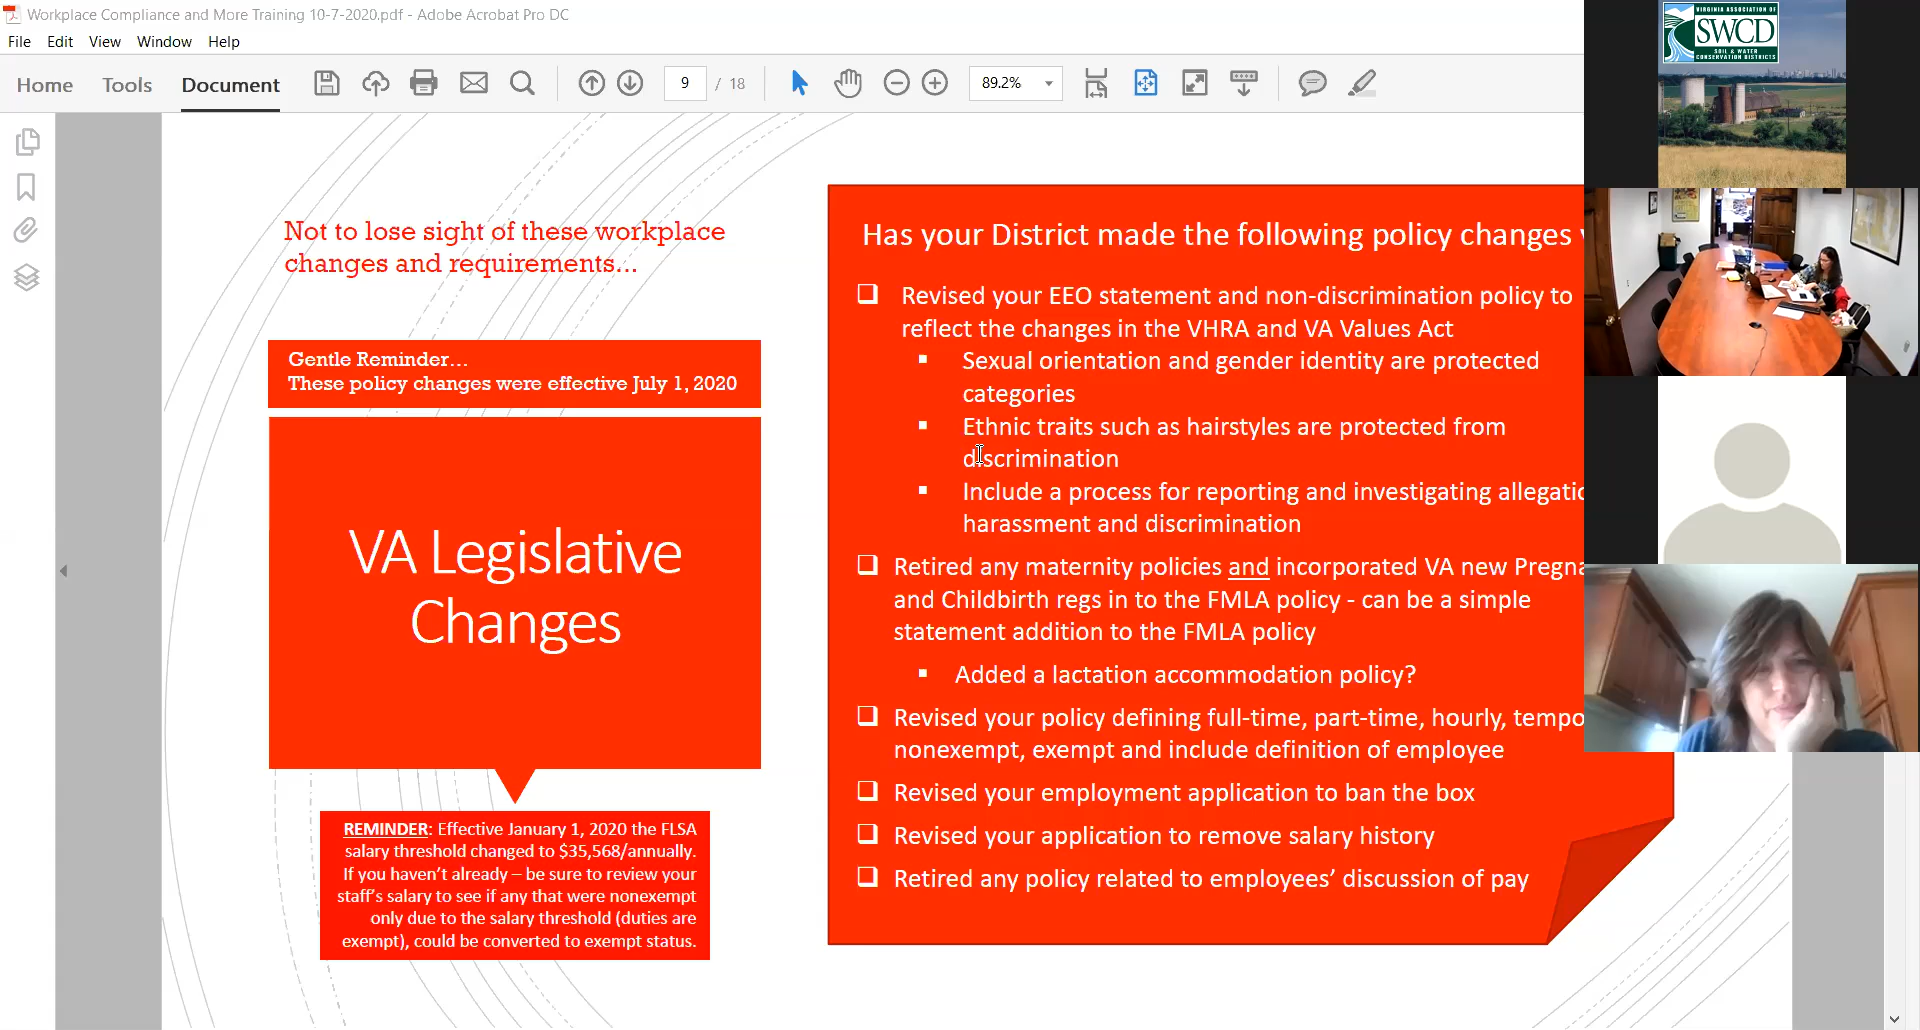 Workplace Compliance and More Training 10-7-2020.pdf - Adobe Acrobat Pro DC
File Edit View Window Help
Home Tools Document 9 / 18 89.2%
VIRGINIA ASSOCIATION OF
SWCD
SOIL & WATER
CONSERVATION DISTRICTS
Not to lose sight of these workplace
changes and requirements...
Gentle Reminder...
These policy changes were effective July 1, 2020
VA Legislative
Changes
REMINDER: Effective January 1, 2020 the FLSA
salary threshold changed to $35,568/annually.
If you haven't already – be sure to review your
staff's salary to see if any that were nonexempt
only due to the salary threshold (duties are
exempt), could be converted to exempt status.
Has your District made the following policy changes
Revised your EEO statement and non-discrimination policy to
reflect the changes in the VHRA and VA Values Act
Sexual orientation and gender identity are protected
categories
Ethnic traits such as hairstyles are protected from
discrimination
Include a process for reporting and investigating allegatio
harassment and discrimination
Retired any maternity policies and incorporated VA new Pregna
and Childbirth regs in to the FMLA policy - can be a simple
statement addition to the FMLA policy
Added a lactation accommodation policy?
Revised your policy defining full-time, part-time, hourly, tempo
nonexempt, exempt and include definition of employee
Revised your employment application to ban the box
Revised your application to remove salary history
Retired any policy related to employees' discussion of pay